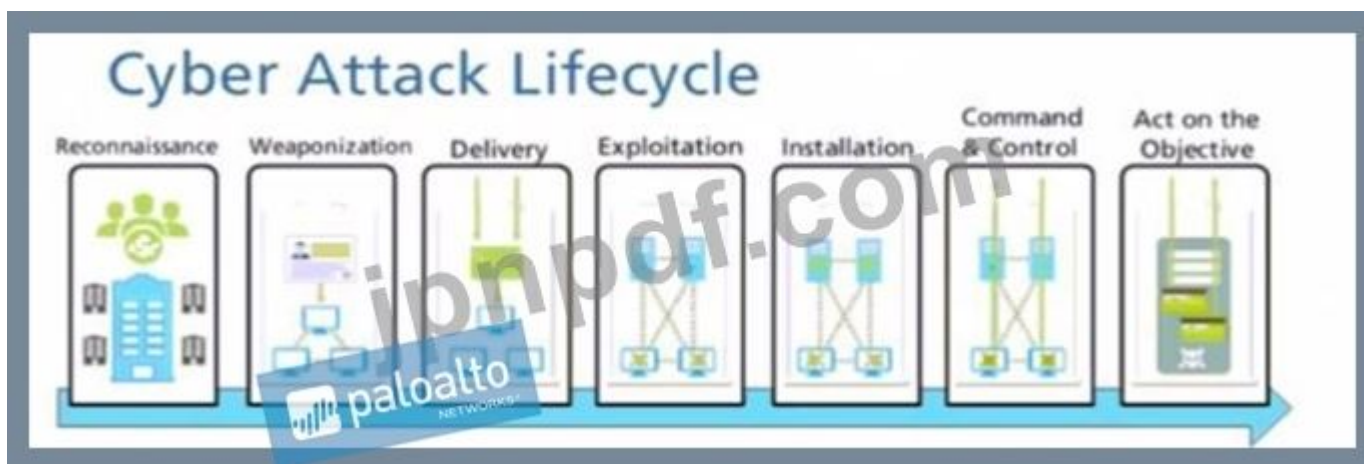 Cyber Attack Lifecycle
Reconnaissance
Weaponization
Delivery
Exploitation
Installation
Command
& Control
Act on the
Objective
jpnpdf.com
paloalto
NETWORKS